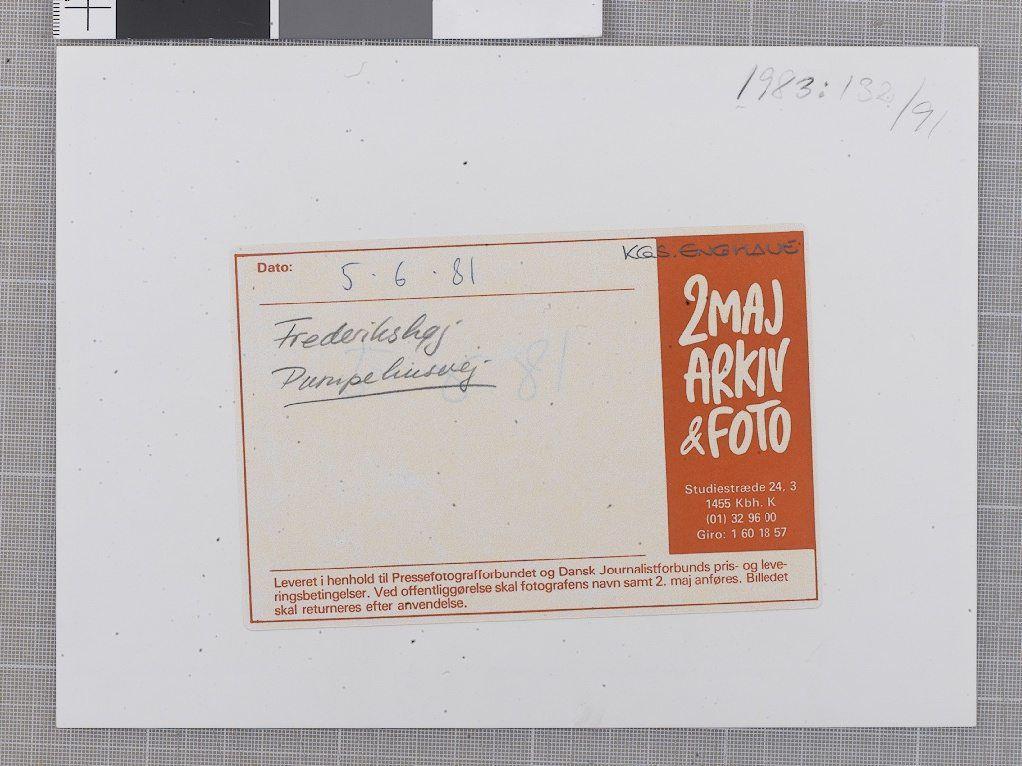 1983:132/91
KGS. ENGHAVE
Dato: 5.6.81
Frederikshøj
Pumpehusvej
2 MAJ
ARKIV
& FOTO
Studiestræde 24, 3
1455 Kbh. K
(01) 32 96 00
Giro: 1 60 18 57
Leveret i henhold til Pressefotografforbundet og Dansk Journalistforbunds pris- og leve-
ringsbetingelser. Ved offentliggørelse skal fotografens navn samt 2. maj anføres. Billedet
skal returneres efter anvendelse.